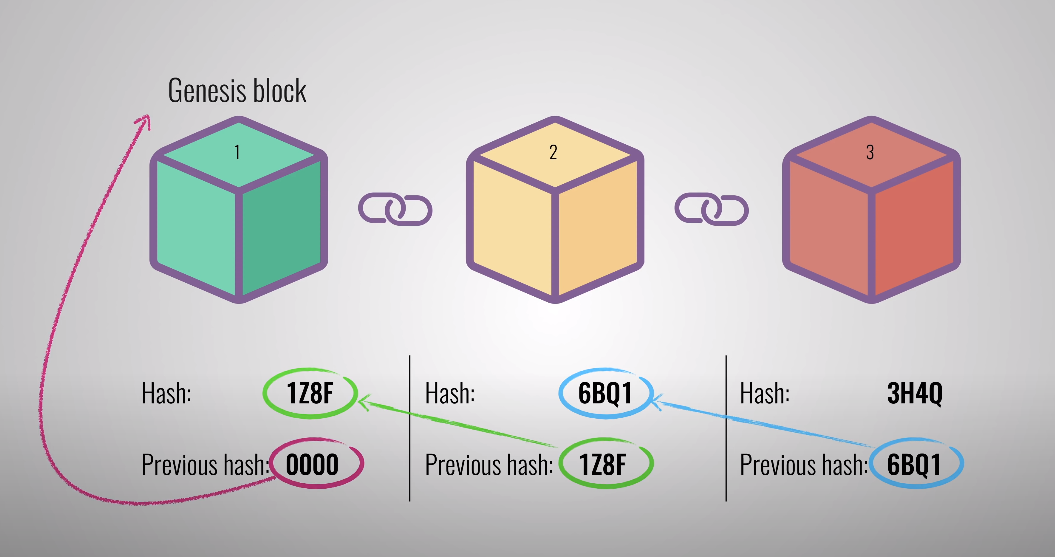 Genesis block
1
2
3
Hash: 1Z8F
Previous hash: 0000
Hash: 6BQ1
Previous hash: 1Z8F
Hash: 3H4Q
Previous hash: 6BQ1